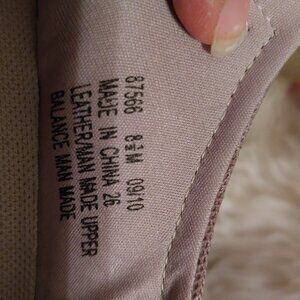 87566 8½M 09/10
MADE IN CHINA 26
LEATHER/MAN MADE UPPER
BALANCE MAN MADE